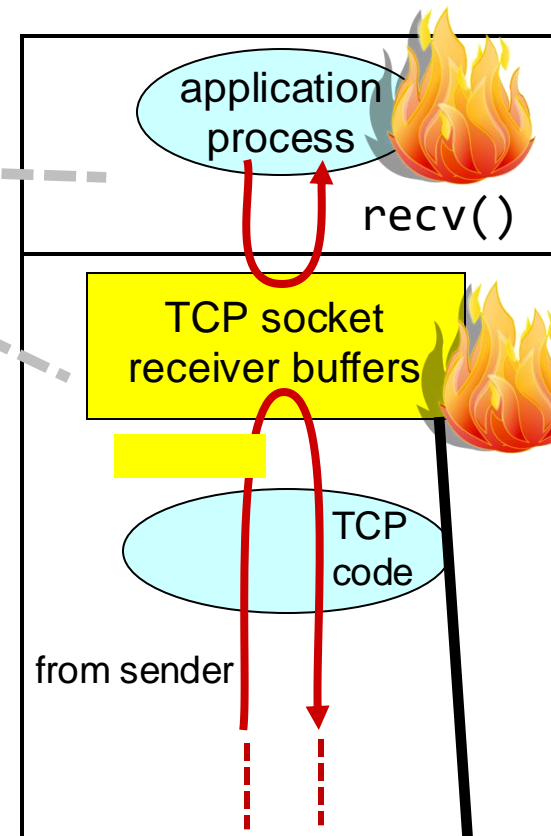 application
process
recv()
TCP socket
receiver buffers
TCP
code
from sender